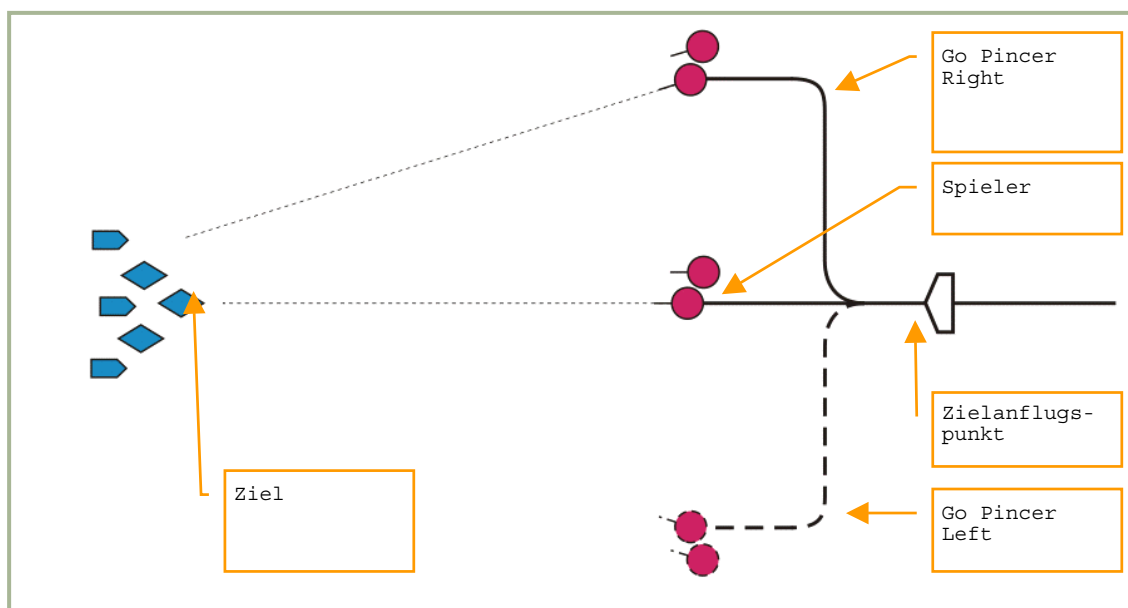 Go Pincer
Right
Spieler
Zielanflugs-
punkt
Ziel
Go Pincer
Left